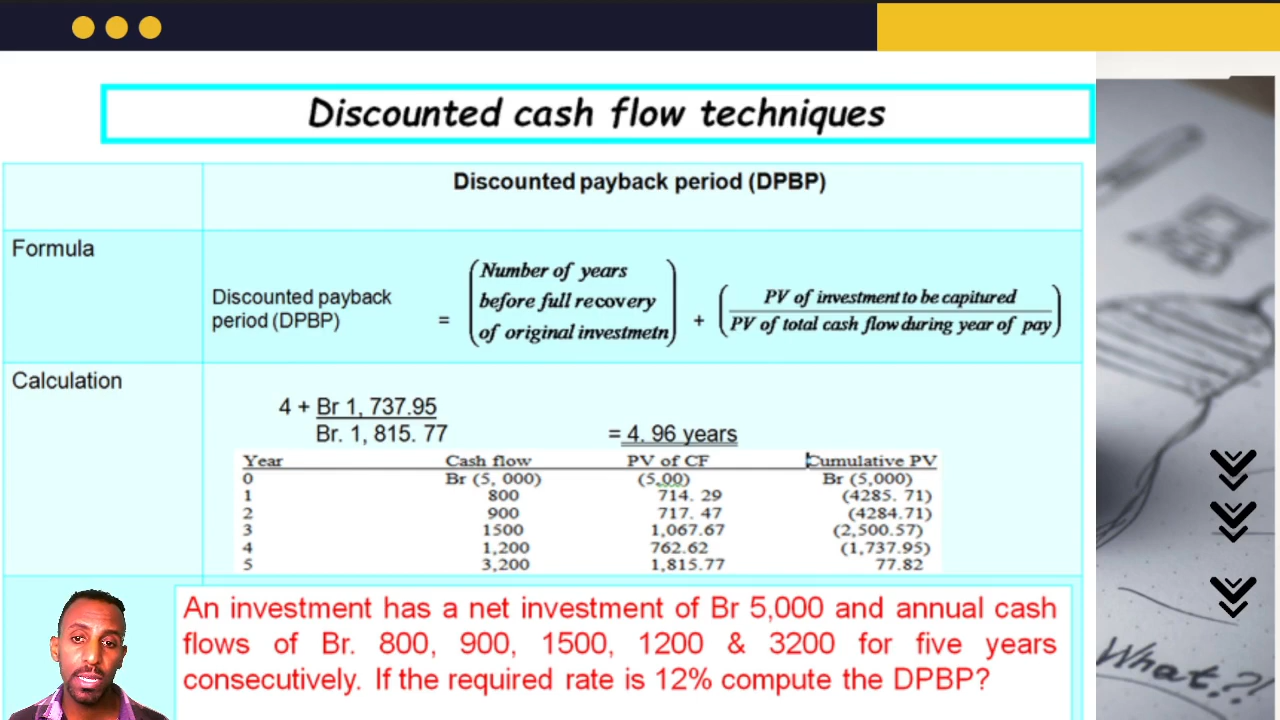 Discounted cash flow techniques
Discounted payback period (DPBP)
Formula
Discounted payback period (DPBP) = (Number of years before full recovery of original investmetn) + (PV of investment to be capitured / PV of total cash flow during year of pay)
Calculation
4 + Br 1, 737.95
Br. 1, 815. 77 = 4. 96 years
Year Cash flow PV of CF Cumulative PV
0 Br (5, 000) (5,00) Br (5,000)
1 800 714. 29 (4285. 71)
2 900 717. 47 (4284.71)
3 1500 1,067.67 (2,500.57)
4 1,200 762.62 (1,737.95)
5 3,200 1,815.77 77.82
An investment has a net investment of Br 5,000 and annual cash
flows of Br. 800, 900, 1500, 1200 & 3200 for five years
consecutively. If the required rate is 12% compute the DPBP?
What??